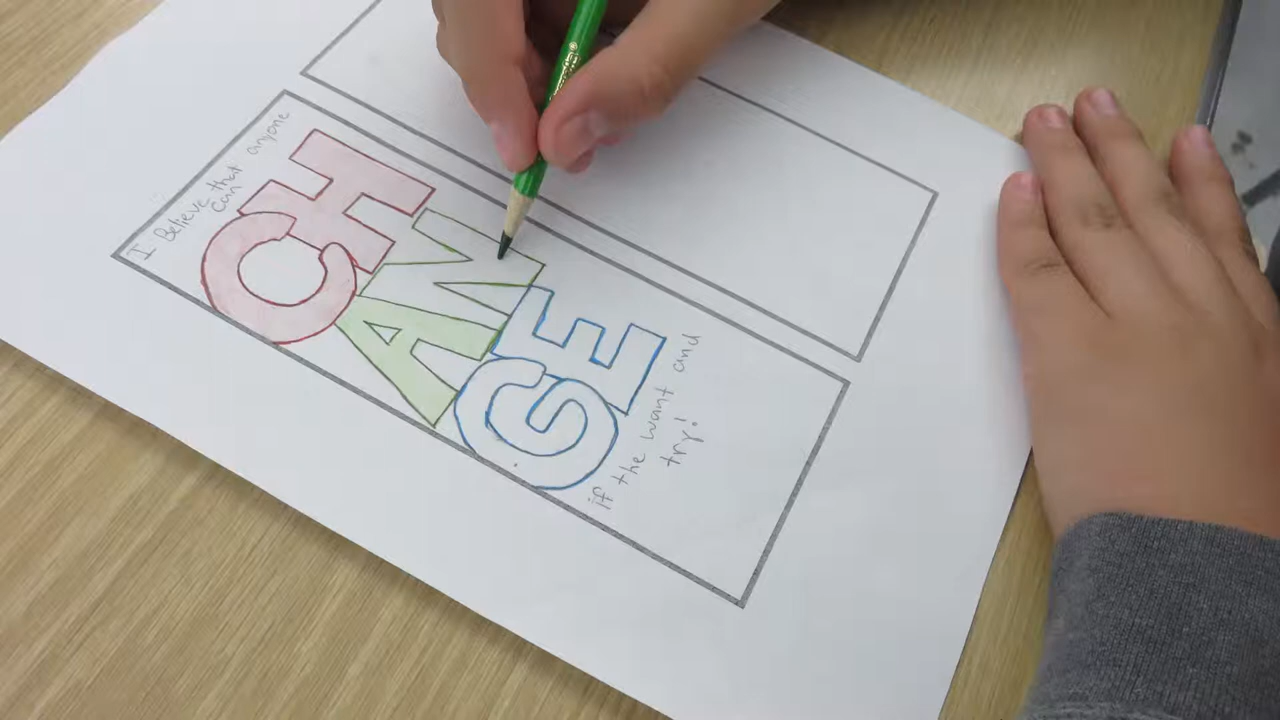 I Believe that anyone
can
CH
AN
GE
if the want and
try!